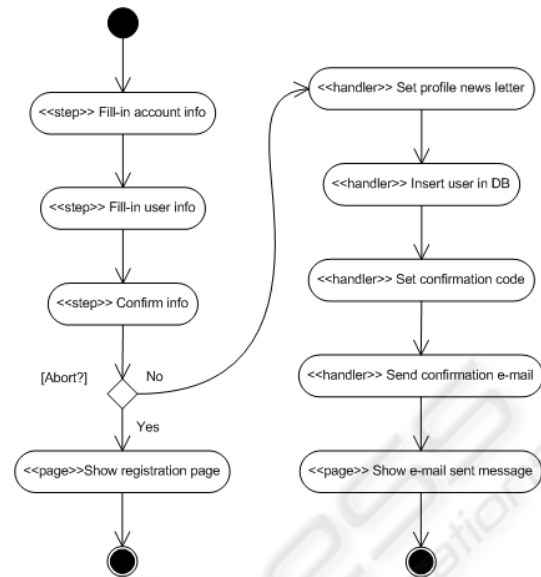 <<step>> Fill-in account info
<<step>> Fill-in user info
<<step>> Confirm info
[Abort?]
No
Yes
<<page>>Show registration page
<<handler>> Set profile news letter
<<handler>> Insert user in DB
<<handler>> Set confirmation code
<<handler>> Send confirmation e-mail
<<page>> Show e-mail sent message